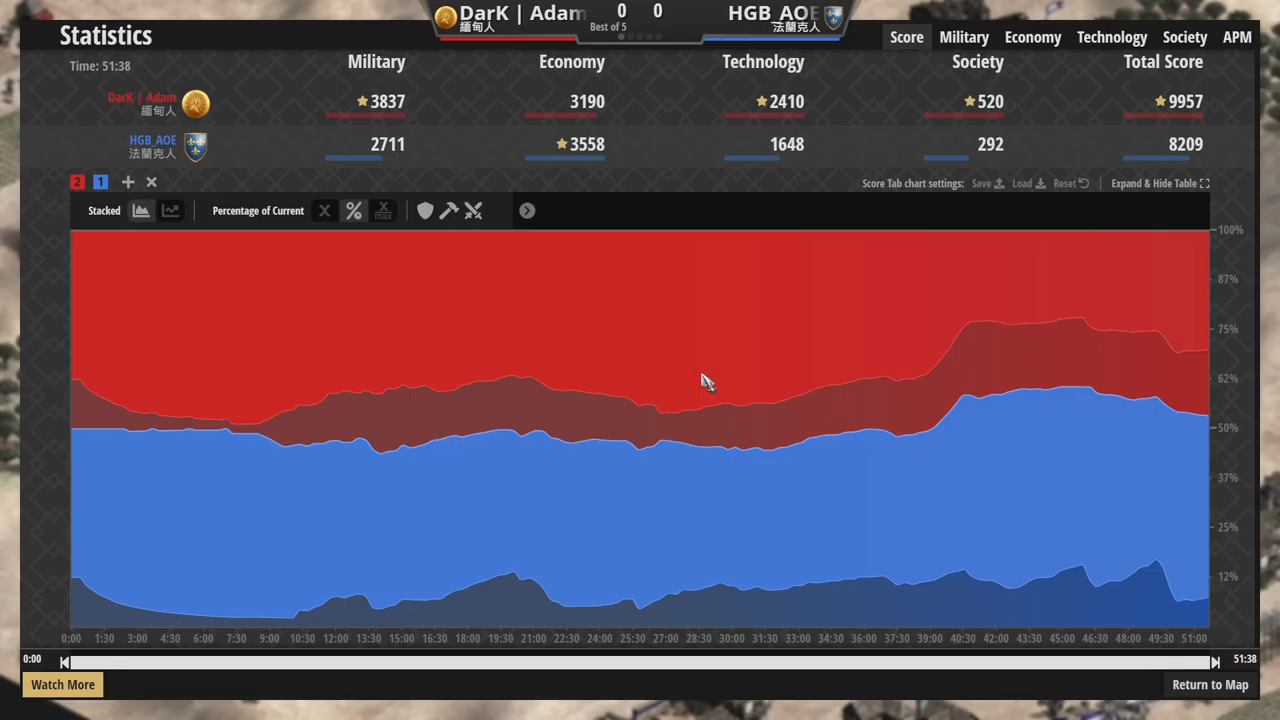 DarK | Adam
緬甸人
0 0
Best of 5
HGB_AOE
法蘭克人
Statistics
Score Military Economy Technology Society APM
Time: 51:38
Military Economy Technology Society Total Score
DarK | Adam
緬甸人
3837 3190 2410 520 9957
HGB_AOE
法蘭克人
2711 3558 1648 292 8209
2 1
Score Tab chart settings: Save Load Reset Expand & Hide Table
Stacked Percentage of Current X % X/max
100%
87%
75%
62%
50%
37%
25%
12%
0:00 1:30 3:00 4:30 6:00 7:30 9:00 10:30 12:00 13:30 15:00 16:30 18:00 19:30 21:00 22:30 24:00 25:30 27:00 28:30 30:00 31:30 33:00 34:30 36:00 37:30 39:00 40:30 42:00 43:30 45:00 46:30 48:00 49:30 51:00
0:00 51:38
Watch More Return to Map